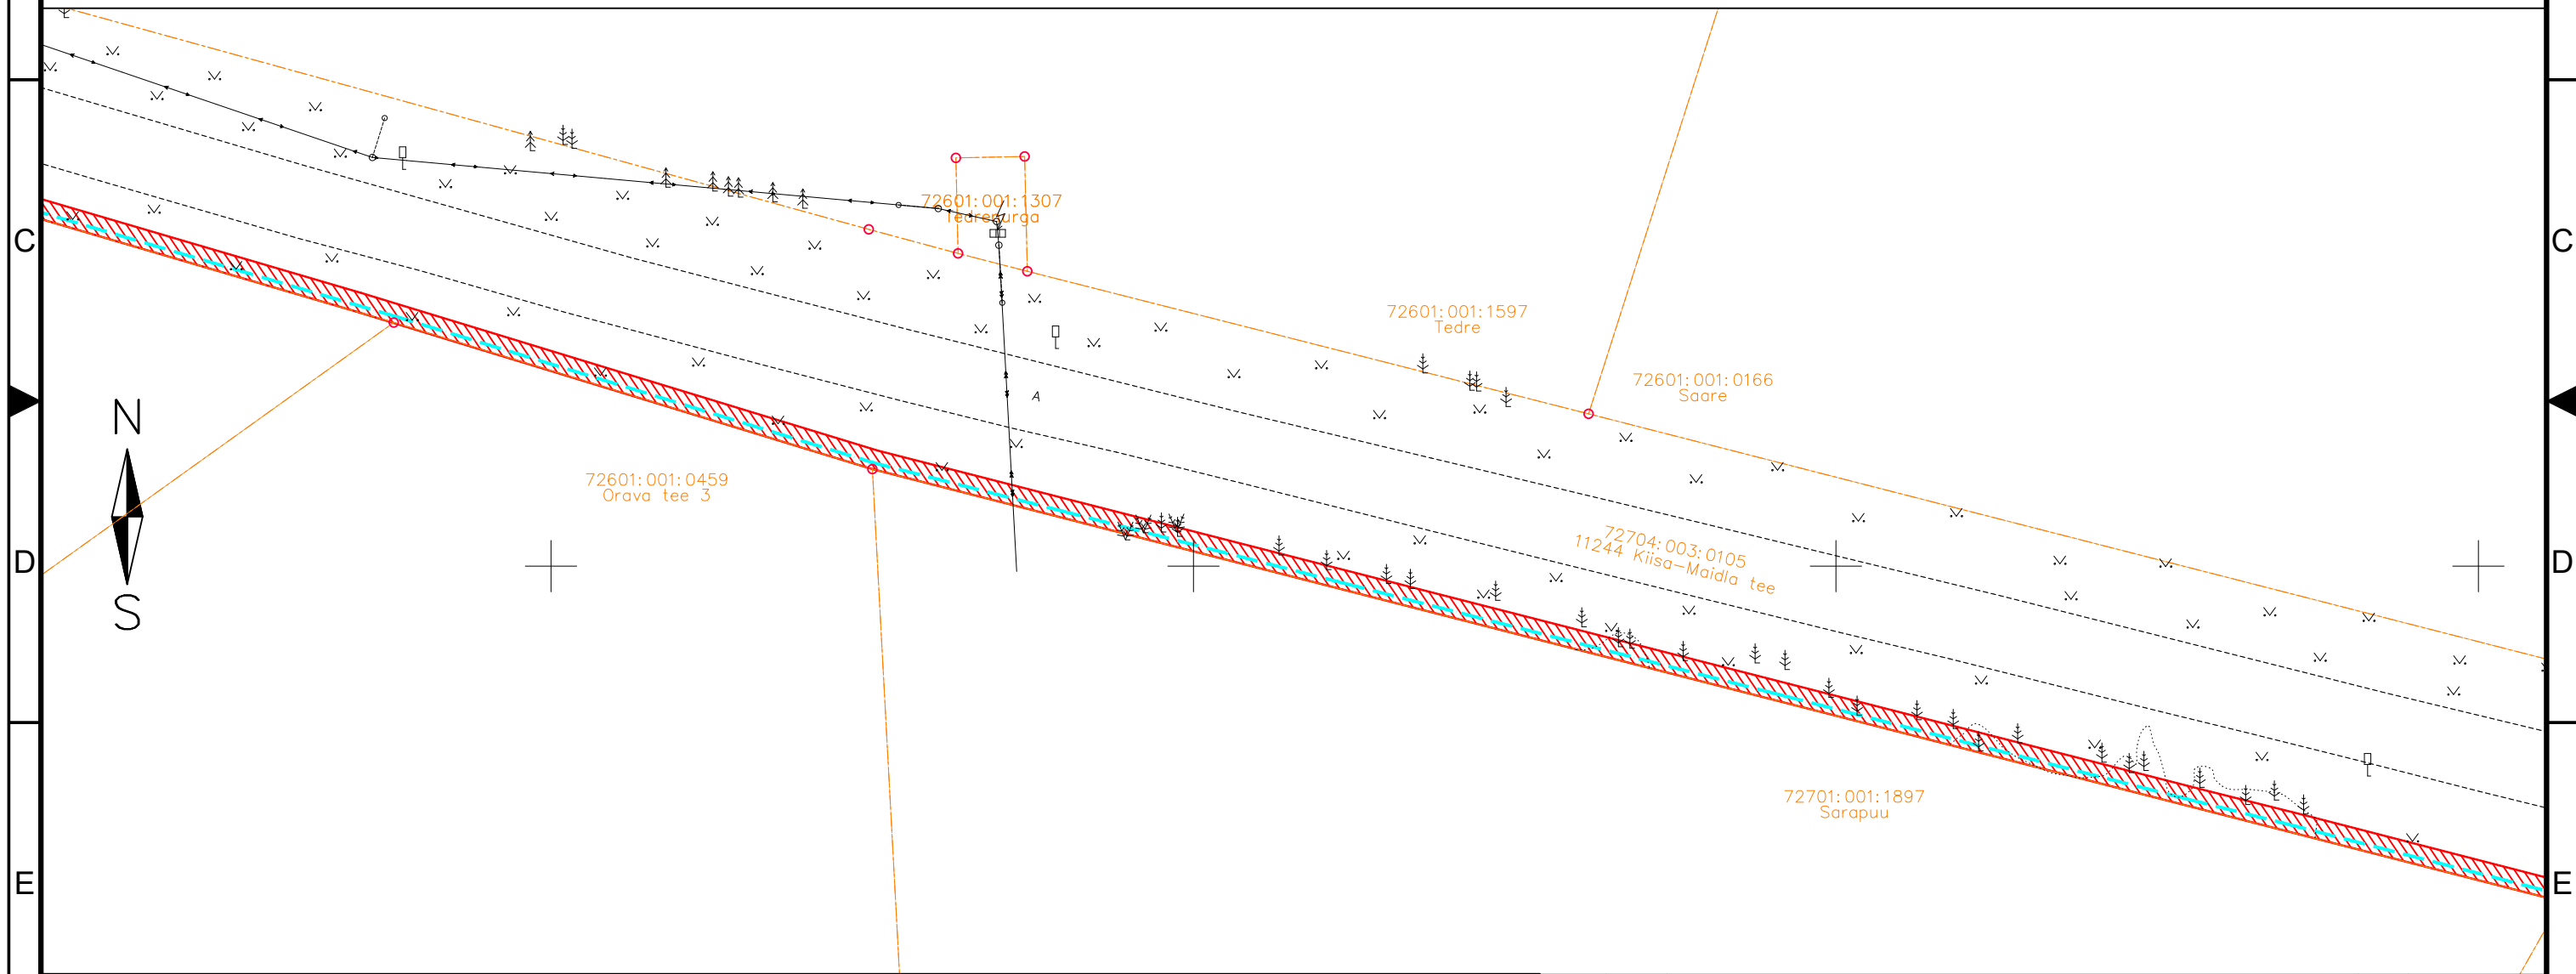 C
C
72601:001:1307
Tedrenurga
72601:001:1597
Tedre
72601:001:0166
Saare
A
N
S
72601:001:0459
Orava tee 3
72704:003:0105
11244 Kiisa-Maidla tee
D
D
72701:001:1897
Sarapuu
E
E